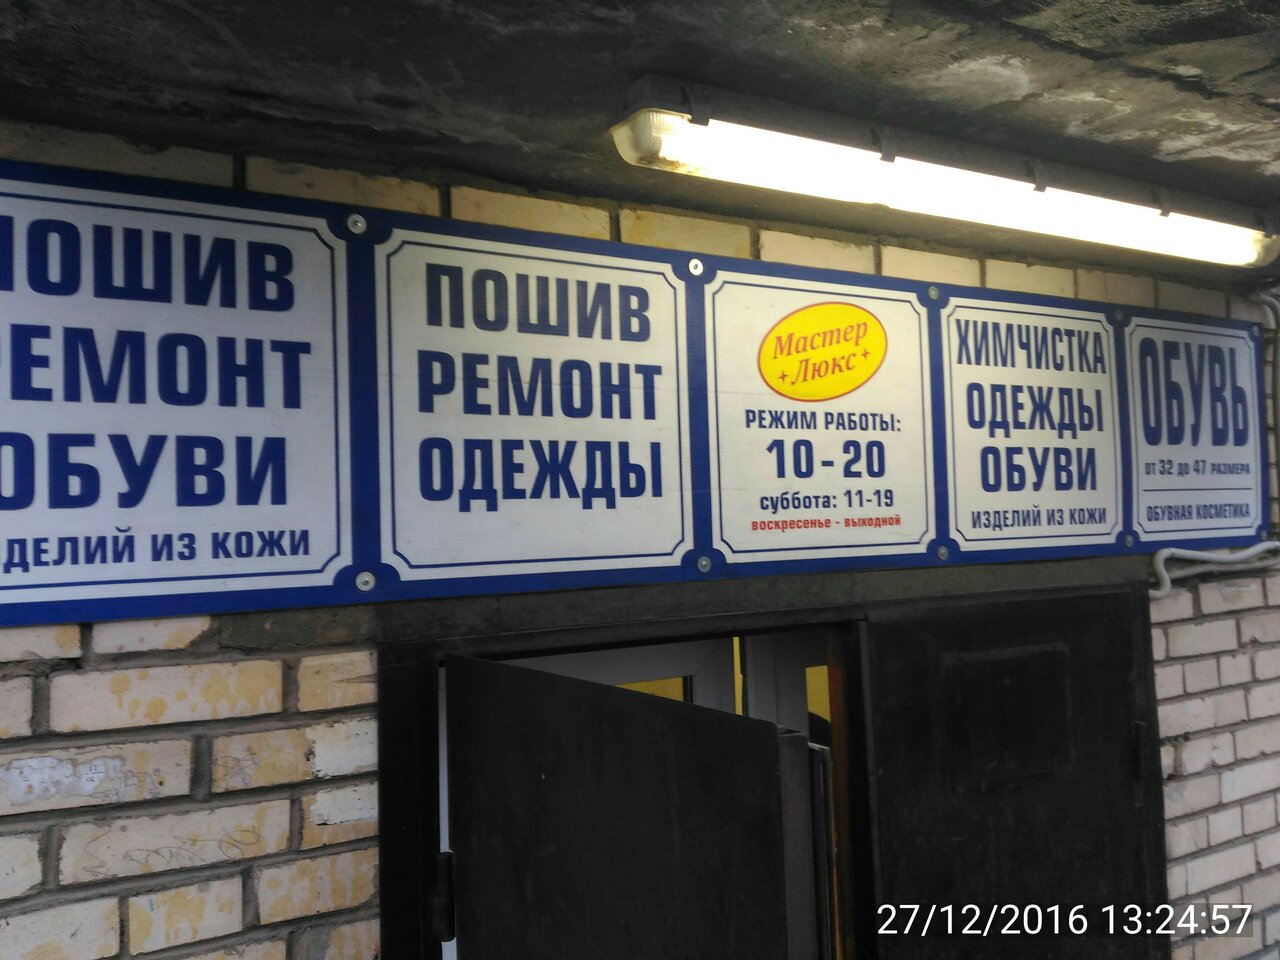 ПОШИВ
РЕМОНТ
ОБУВИ
ИЗДЕЛИЙ ИЗ КОЖИ
ПОШИВ
РЕМОНТ
ОДЕЖДЫ
Мастер
Люкс
РЕЖИМ РАБОТЫ:
10-20
суббота: 11-19
воскресенье - выходной
ХИМЧИСТКА
ОДЕЖДЫ
ОБУВИ
ИЗДЕЛИЙ ИЗ КОЖИ
ОБУВЬ
от 32 до 47 РАЗМЕРА
ОБУВНАЯ КОСМЕТИКА
27/12/2016 13:24:57